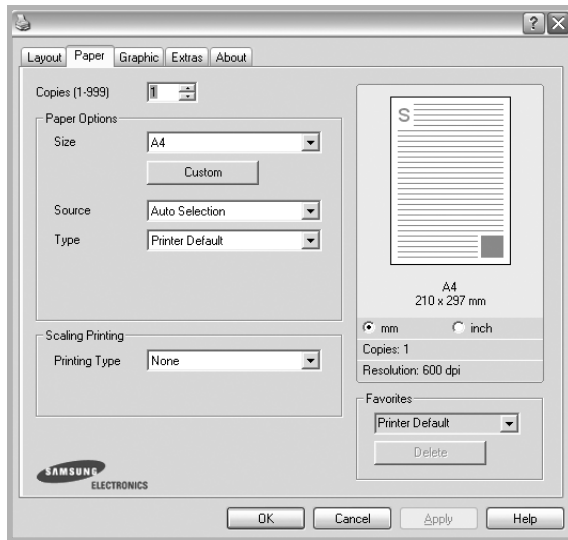 ?
Layout Paper Graphic Extras About
Copies (1-999) 1
Paper Options
Size A4
Custom
Source Auto Selection
Type Printer Default
Scaling Printing
Printing Type None
SAMSUNG
ELECTRONICS
S
A4
210 x 297 mm
mm inch
Copies: 1
Resolution: 600 dpi
Favorites
Printer Default
Delete
OK Cancel Apply Help